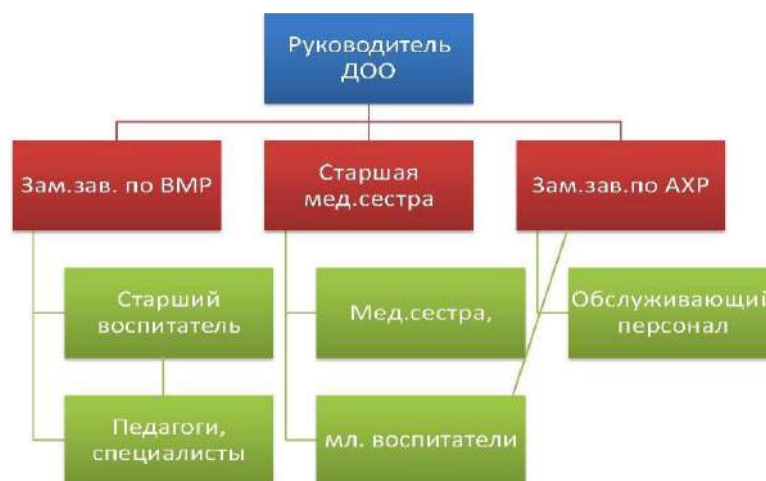 Руководитель
ДОО
Зам.зав. по ВМР
Старшая
мед.сестра
Зам.зав.по АХР
Старший
воспитатель
Мед.сестра,
Обслуживающий
персонал
Педагоги,
специалисты
мл. воспитатели